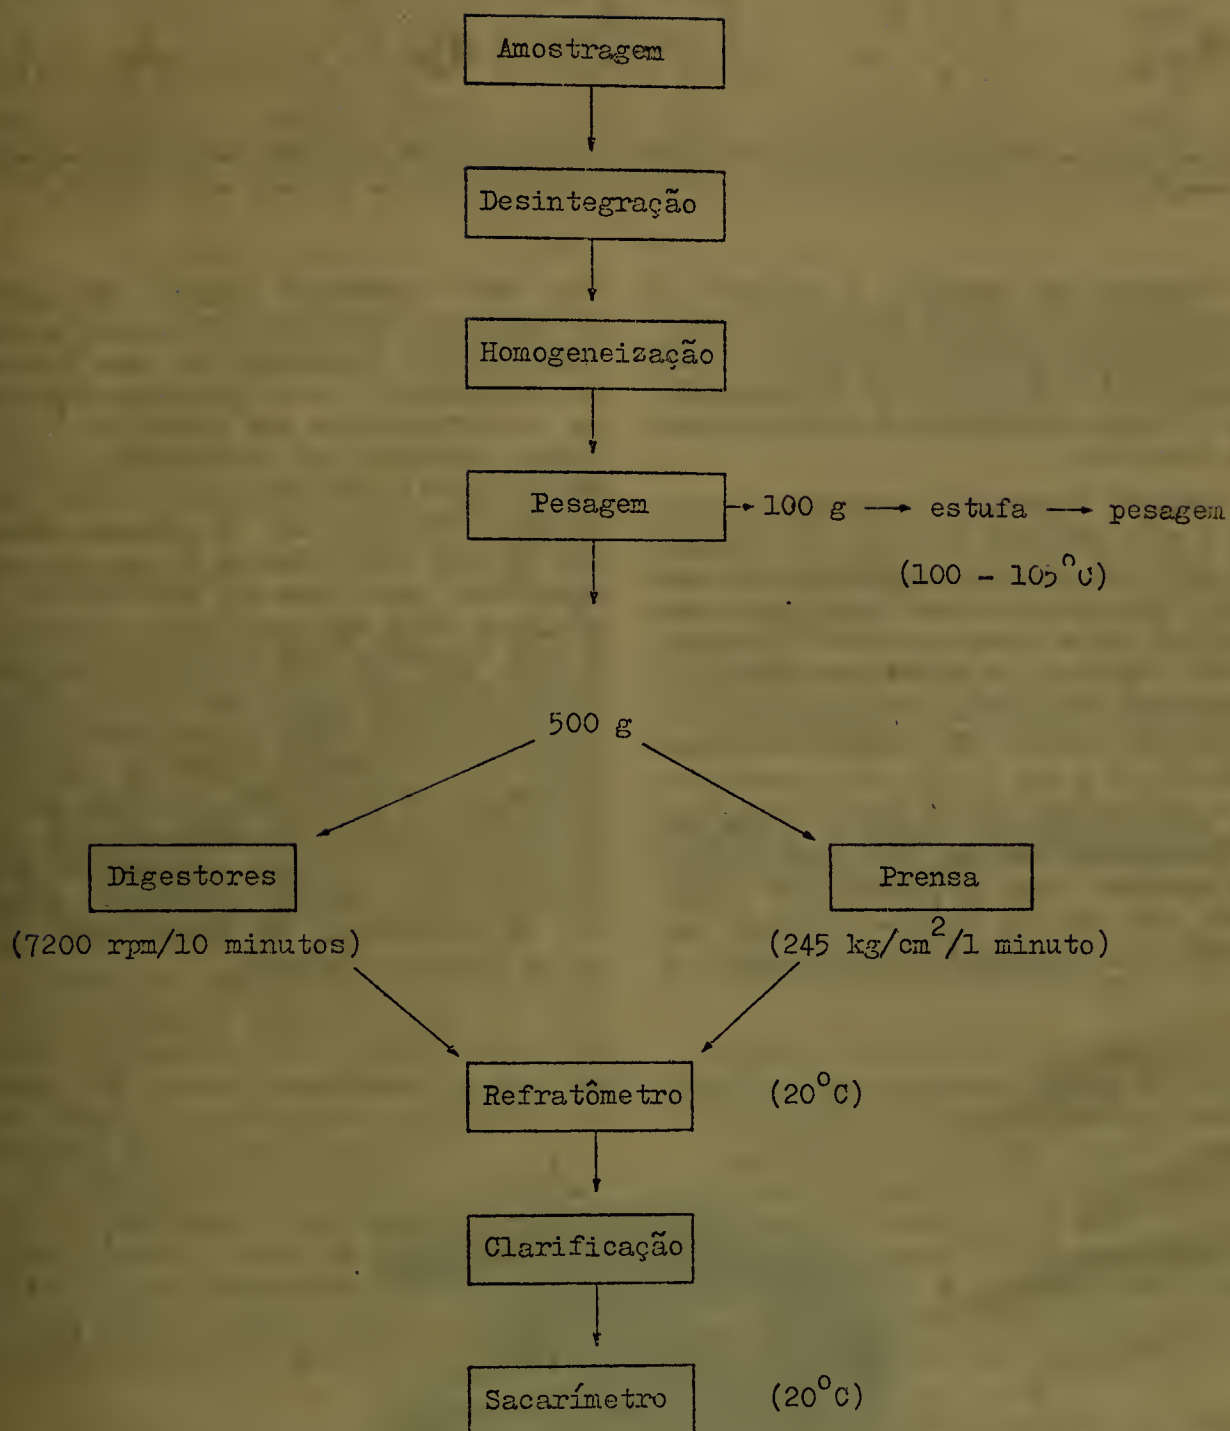 Amostragem
Desintegração
Homogeneização
Pesagem 100 g estufa pesagem
(100 - 105°C)
500 g
Digestores Prensa
(7200 rpm/10 minutos) (245 kg/cm²/1 minuto)
Refratômetro (20°C)
Clarificação
Sacarímetro (20°C)